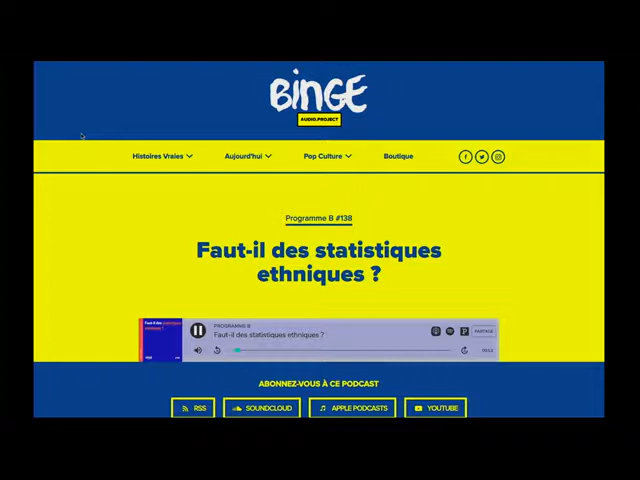 BINGE
AUDIO.PROJECT
Histoires Vraies
Aujourd'hui
Pop Culture
Boutique
Programme B #138
Faut-il des statistiques
ethniques ?
PROGRAMME B
Faut-il des statistiques ethniques ?
PARTAGE
ABONNEZ-VOUS À CE PODCAST
RSS
SOUNDCLOUD
APPLE PODCASTS
YOUTUBE